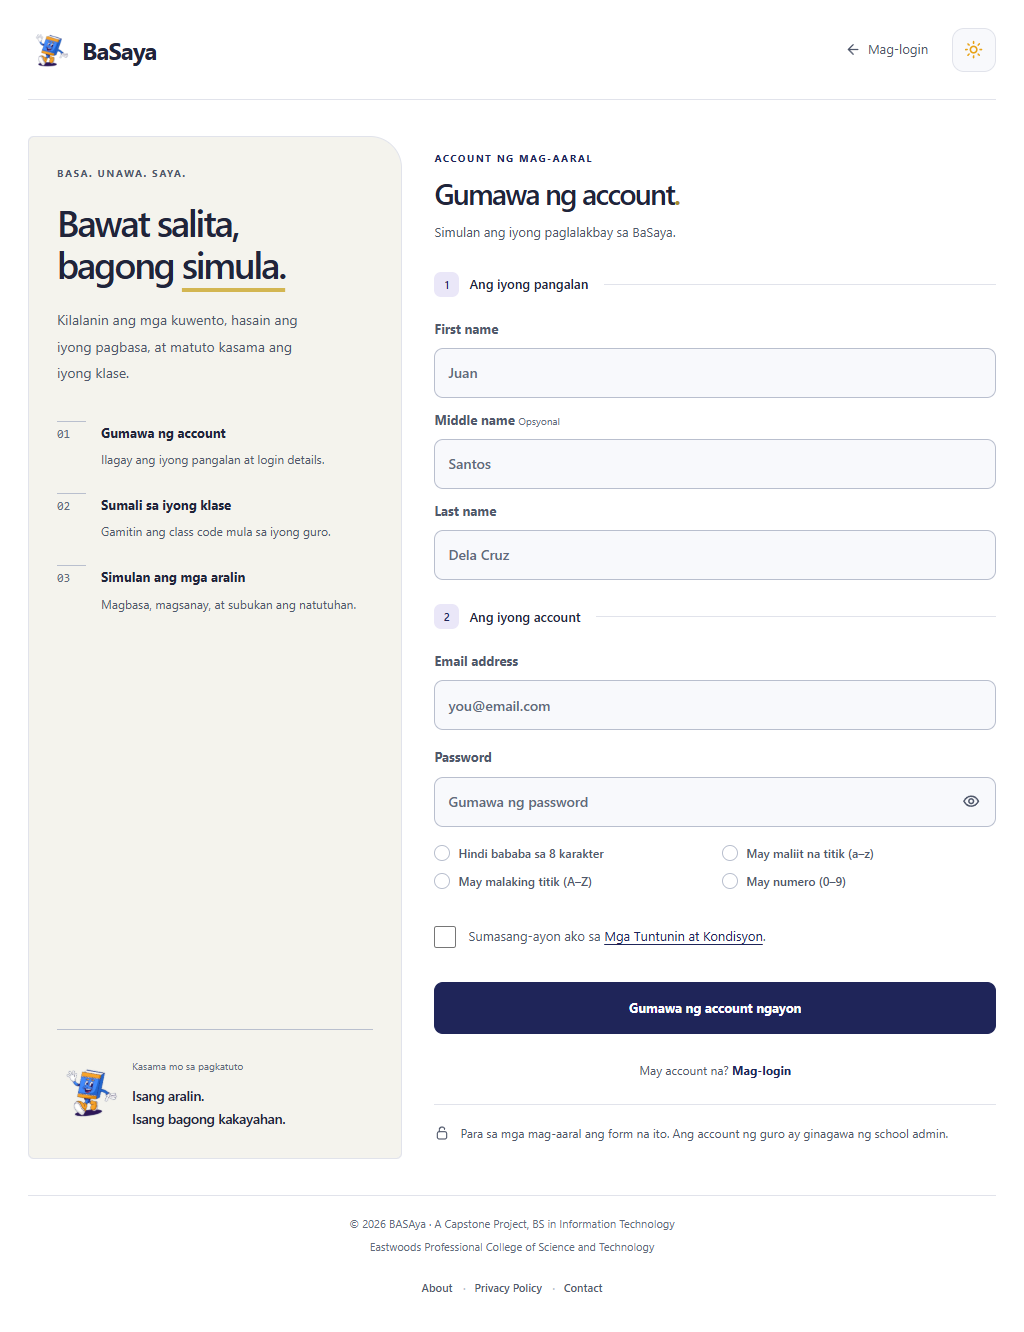 BaSaya
Mag-login
BASA. UNAWA. SAYA.
Bawat salita,
bagong simula.
Kilalanin ang mga kuwento, hasain ang
iyong pagbasa, at matuto kasama ang
iyong klase.
01 Gumawa ng account
Ilagay ang iyong pangalan at login details.
02 Sumali sa iyong klase
Gamitin ang class code mula sa iyong guro.
03 Simulan ang mga aralin
Magbasa, magsanay, at subukan ang natutuhan.
Kasama mo sa pagkatuto
Isang aralin.
Isang bagong kakayahan.
ACCOUNT NG MAG-AARAL
Gumawa ng account.
Simulan ang iyong paglalakbay sa BaSaya.
1 Ang iyong pangalan
First name
Juan
Middle name Opsyonal
Santos
Last name
Dela Cruz
2 Ang iyong account
Email address
you@email.com
Password
Gumawa ng password
Hindi bababa sa 8 karakter
May maliit na titik (a–z)
May malaking titik (A–Z)
May numero (0–9)
Sumasang-ayon ako sa Mga Tuntunin at Kondisyon.
Gumawa ng account ngayon
May account na? Mag-login
Para sa mga mag-aaral ang form na ito. Ang account ng guro ay ginagawa ng school admin.
© 2026 BASAya · A Capstone Project, BS in Information Technology
Eastwoods Professional College of Science and Technology
About · Privacy Policy · Contact